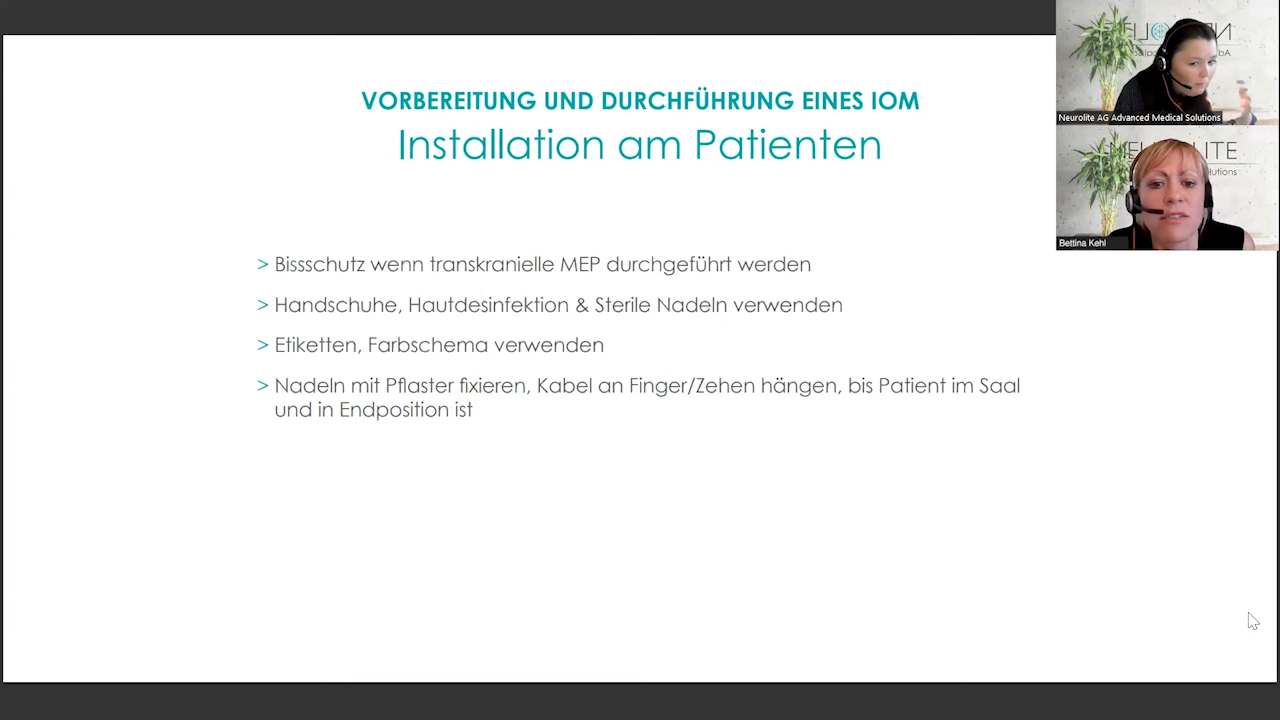 VORBEREITUNG UND DURCHFÜHRUNG EINES IOM
Installation am Patienten
> Bissschutz wenn transkranielle MEP durchgeführt werden
> Handschuhe, Hautdesinfektion & Sterile Nadeln verwenden
> Etiketten, Farbschema verwenden
> Nadeln mit Pflaster fixieren, Kabel an Finger/Zehen hängen, bis Patient im Saal
und in Endposition ist
Neurolite AG Advanced Medical Solutions
Bettina Kehl